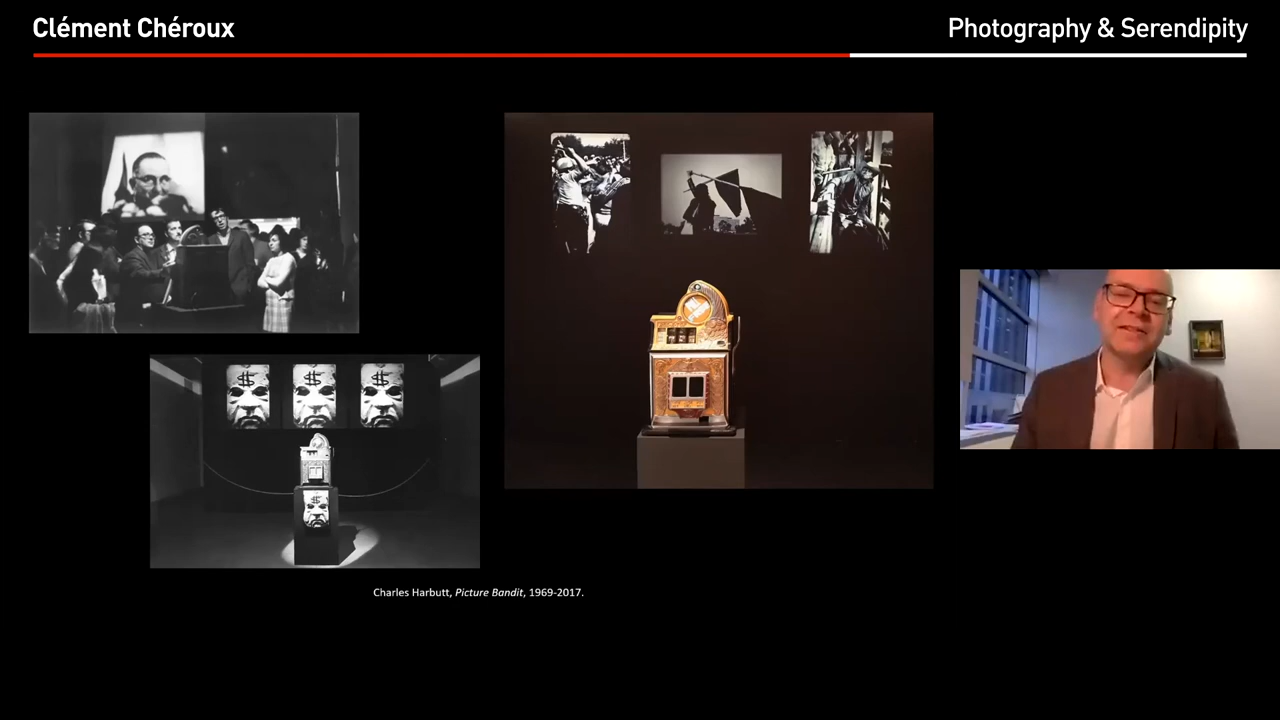 Clément Chéroux
Photography & Serendipity
$ $ $
$
Charles Harbutt, Picture Bandit, 1969-2017.